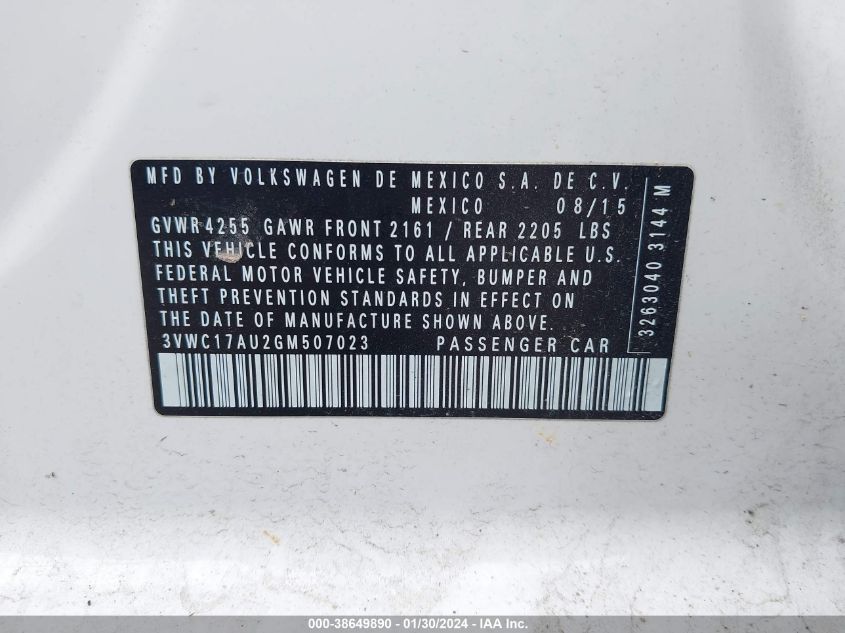 MFD BY VOLKSWAGEN DE MEXICO S.A. DE C.V.
MEXICO 08/15
GVWR 4255 GAWR FRONT 2161 / REAR 2205 LBS
THIS VEHICLE CONFORMS TO ALL APPLICABLE U.S.
FEDERAL MOTOR VEHICLE SAFETY, BUMPER AND
THEFT PREVENTION STANDARDS IN EFFECT ON
THE DATE OF MANUFACTURE SHOWN ABOVE.
3VWC17AU2GM507023 PASSENGER CAR
3263040 3144 M
000-38649890 - 01/30/2024 - IAA Inc.